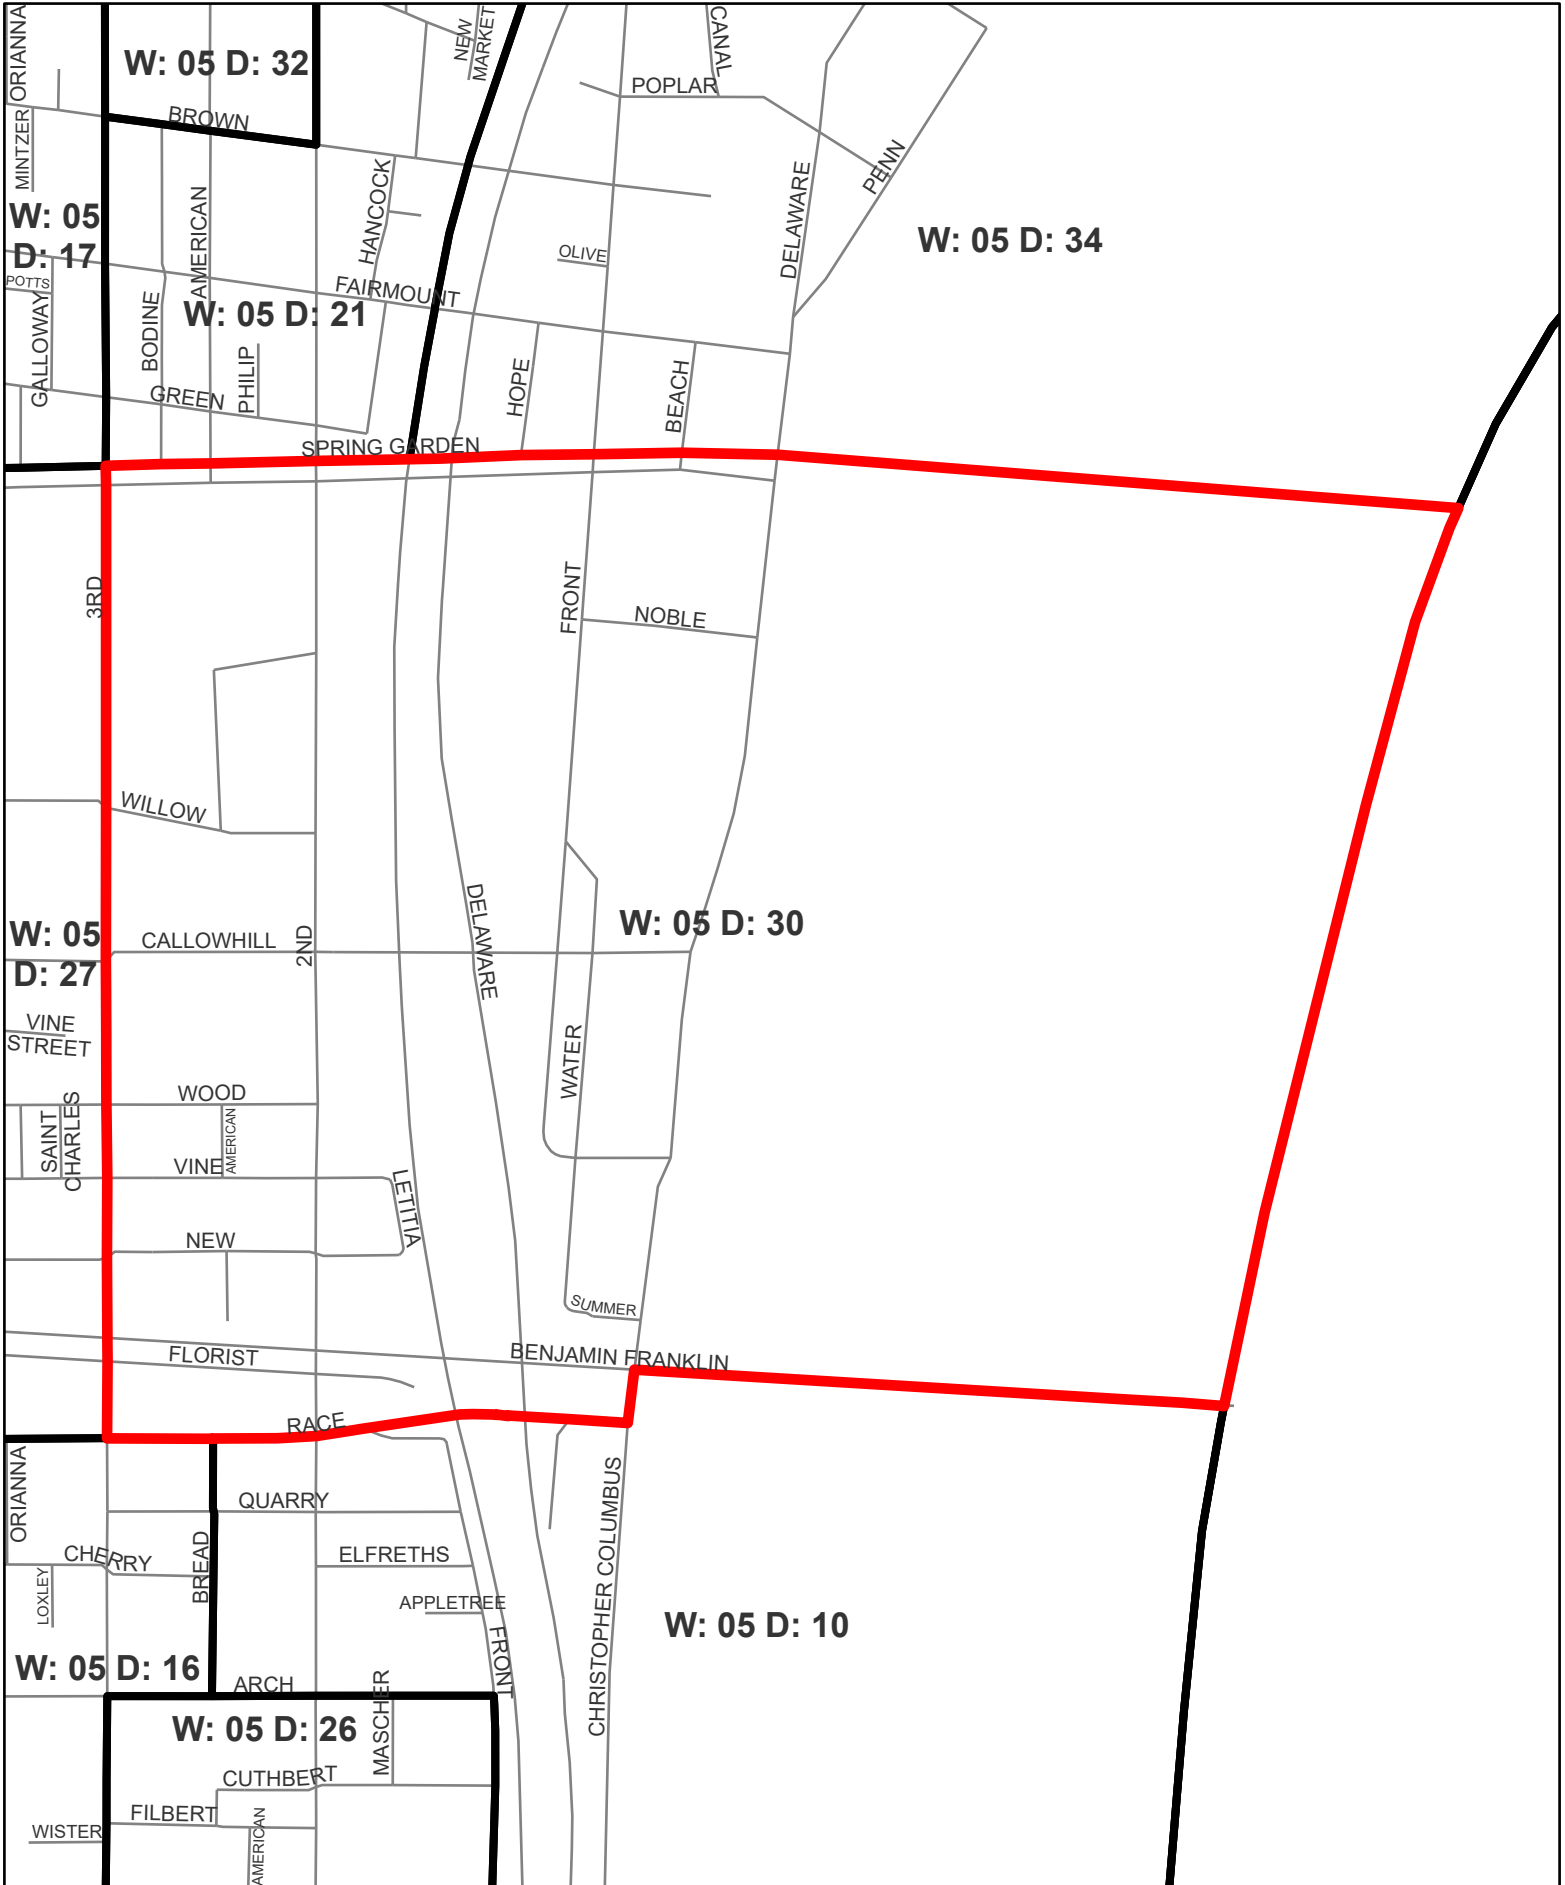 ORIANNA
W: 05 D: 32
NEW
MARKET
CANAL
POPLAR
BROWN
MINTZER
HANCOCK
DELAWARE
PENN
AMERICAN
W: 05
D: 17
W: 05 D: 34
OLIVE
POTTS
FAIRMOUNT
W: 05 D: 21
GALLOWAY
BODINE
PHILIP
HOPE
BEACH
GREEN
SPRING GARDEN
3RD
FRONT
NOBLE
WILLOW
DELAWARE
W: 05 D: 30
W: 05
D: 27
CALLOWHILL
2ND
VINE
STREET
WATER
WOOD
SAINT
CHARLES
AMERICAN
VINE
LETITIA
NEW
SUMMER
FLORIST
BENJAMIN FRANKLIN
RACE
ORIANNA
QUARRY
CHRISTOPHER COLUMBUS
CHERRY
BREAD
ELFRETHS
LOXLEY
APPLETREE
FRONT
W: 05 D: 10
W: 05 D: 16
ARCH
MASCHER
W: 05 D: 26
CUTHBERT
FILBERT
WISTER
AMERICAN